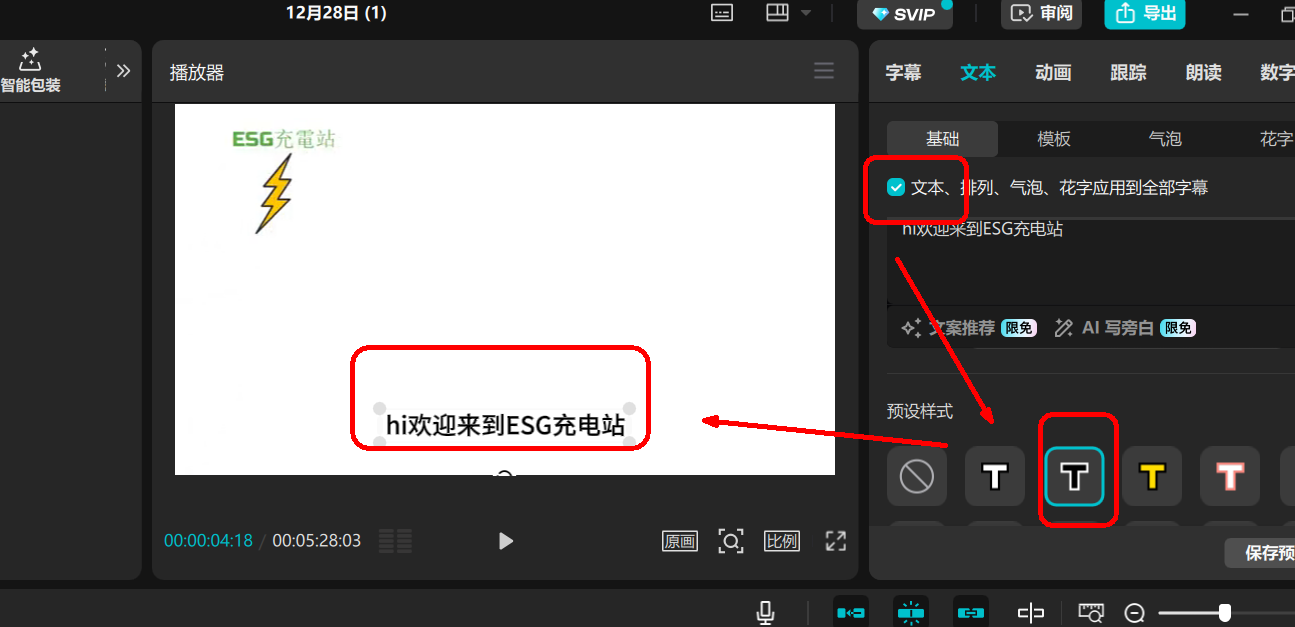 12月28日 (1)
SVIP
审阅
导出
智能包装
播放器
字幕
文本
动画
跟踪
朗读
数字
基础
模板
气泡
花字
文本、排列、气泡、花字应用到全部字幕
hi欢迎来到ESG充电站
文案推荐 限免
AI 写旁白 限免
预设样式
T T T T
保存预
ESG充電站
hi欢迎来到ESG充电站
00:00:04:18 / 00:05:28:03
原画
比例